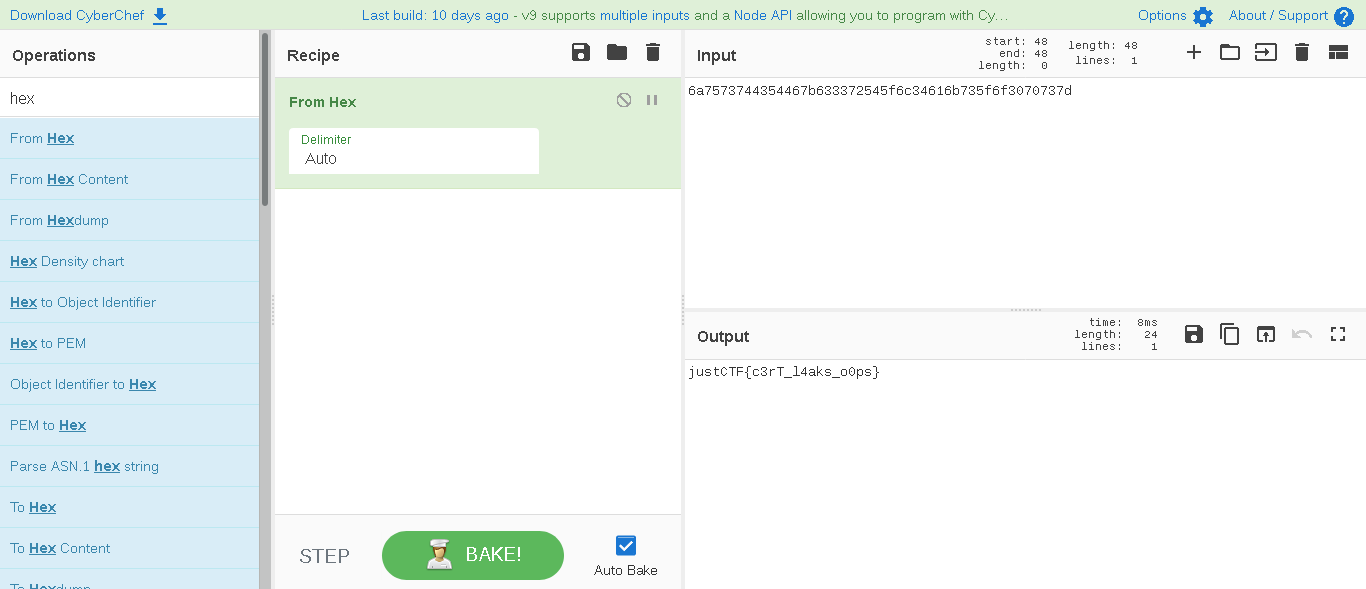 Download CyberChef
Last build: 10 days ago - v9 supports multiple inputs and a Node API allowing you to program with Cy…
Options
About / Support
Operations
hex
From Hex
From Hex Content
From Hexdump
Hex Density chart
Hex to Object Identifier
Hex to PEM
Object Identifier to Hex
PEM to Hex
Parse ASN.1 hex string
To Hex
To Hex Content
To Hexdump
Recipe
From Hex
Delimiter
Auto
STEP
BAKE!
Auto Bake
Input
start: 48
end: 48
length: 0
length: 48
lines: 1
6a7573744354467b633372545f6c34616b735f6f3070737d
Output
time: 8ms
length: 24
lines: 1
justCTF{c3rT_l4aks_o0ps}